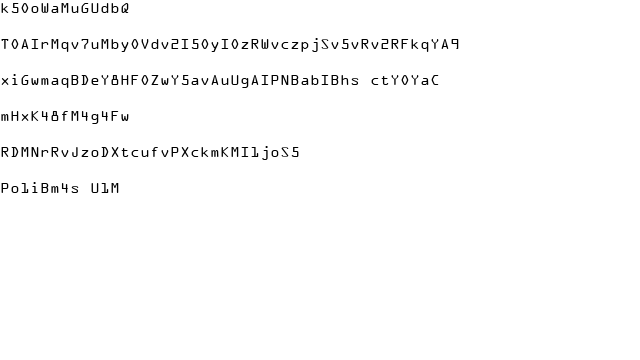 k50oWaMuGUdbQ
T0AIrMqv7uMby0Vdv2I50yI0zRWvczpjSv5vRv2RFkqYA9
xiGwmaqBDeY8HF0ZwY5avAuUgAIPNBabIBhs ctY0YaC
mHxK48fM4g4Fw
RDMNrRvJzoDXtcufvPXckmKMI1joS5
Po1iBm4s U1M